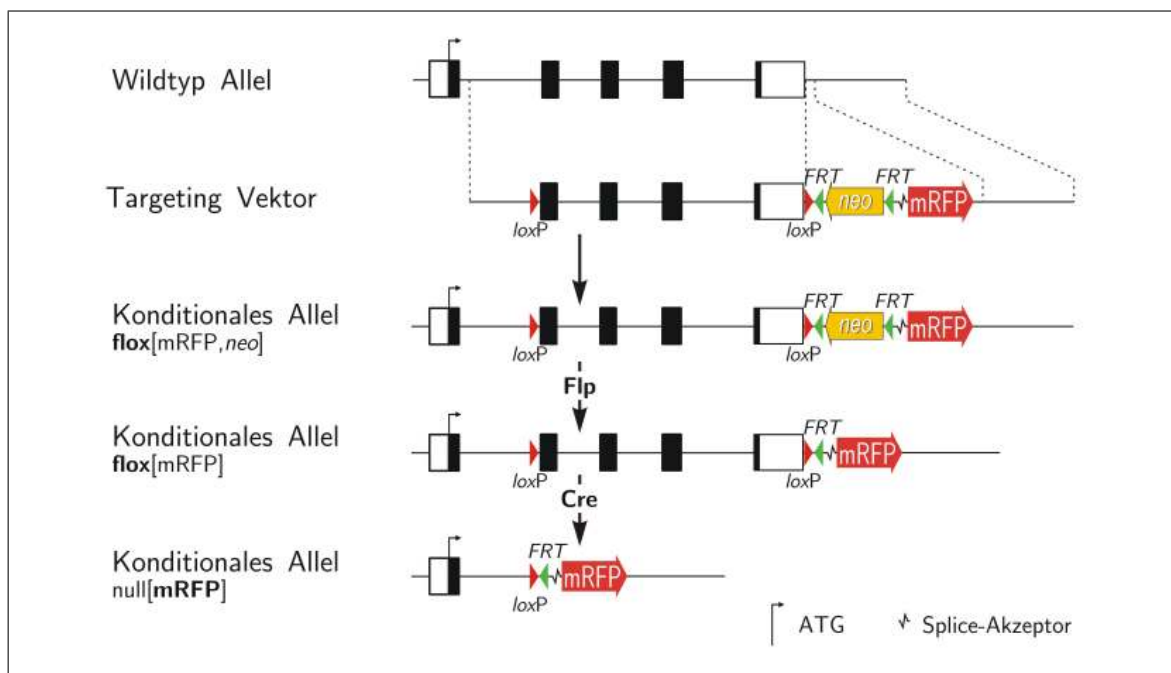 Wildtyp Allel
Targeting Vektor
FRT FRT
neo mRFP
loxP loxP
Konditionales Allel
flox[mRFP,neo]
FRT FRT
neo mRFP
loxP loxP
Flp
Konditionales Allel
flox[mRFP]
FRT
mRFP
loxP loxP
Cre
Konditionales Allel
null[mRFP]
FRT
mRFP
loxP
ATG Splice-Akzeptor